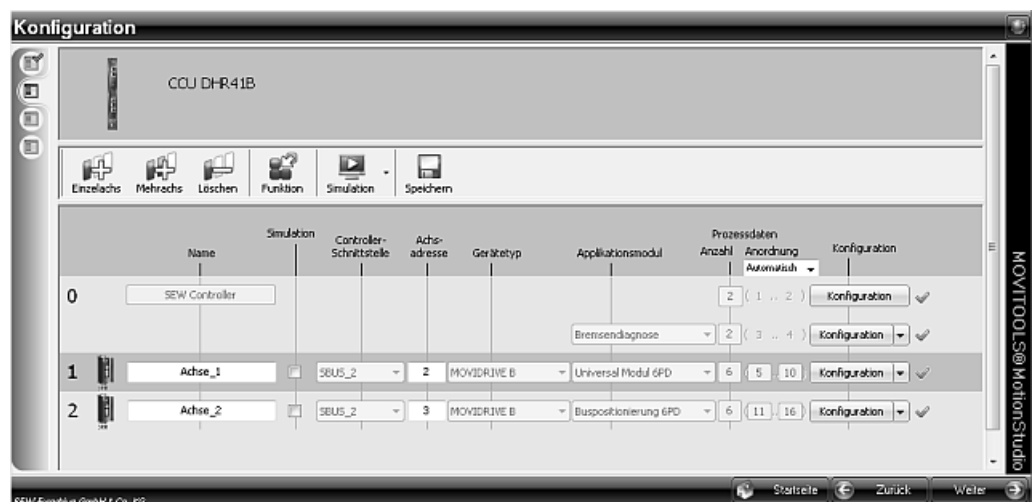 Konfiguration
CCU DHR41B
Einzelachs Mehrachs Löschen Funktion Simulation Speichern
Name Simulation Controller-Schnittstelle Achs-adresse Gerätetyp Applikationsmodul Prozessdaten Anzahl Anordnung Konfiguration
Automatisch
0 SEW Controller 2 ( 1 .. 2 ) Konfiguration
Bremsendiagnose 2 ( 3 .. 4 ) Konfiguration
1 Achse_1 SBUS_2 2 MOVIDRIVE B Universal Modul 6PD 6 ( 5 .. 10 ) Konfiguration
2 Achse_2 SBUS_2 3 MOVIDRIVE B Buspositionierung 6PD 6 ( 11 .. 16 ) Konfiguration
MOVITOOLS@MotionStudio
Startseite Zurück Weiter